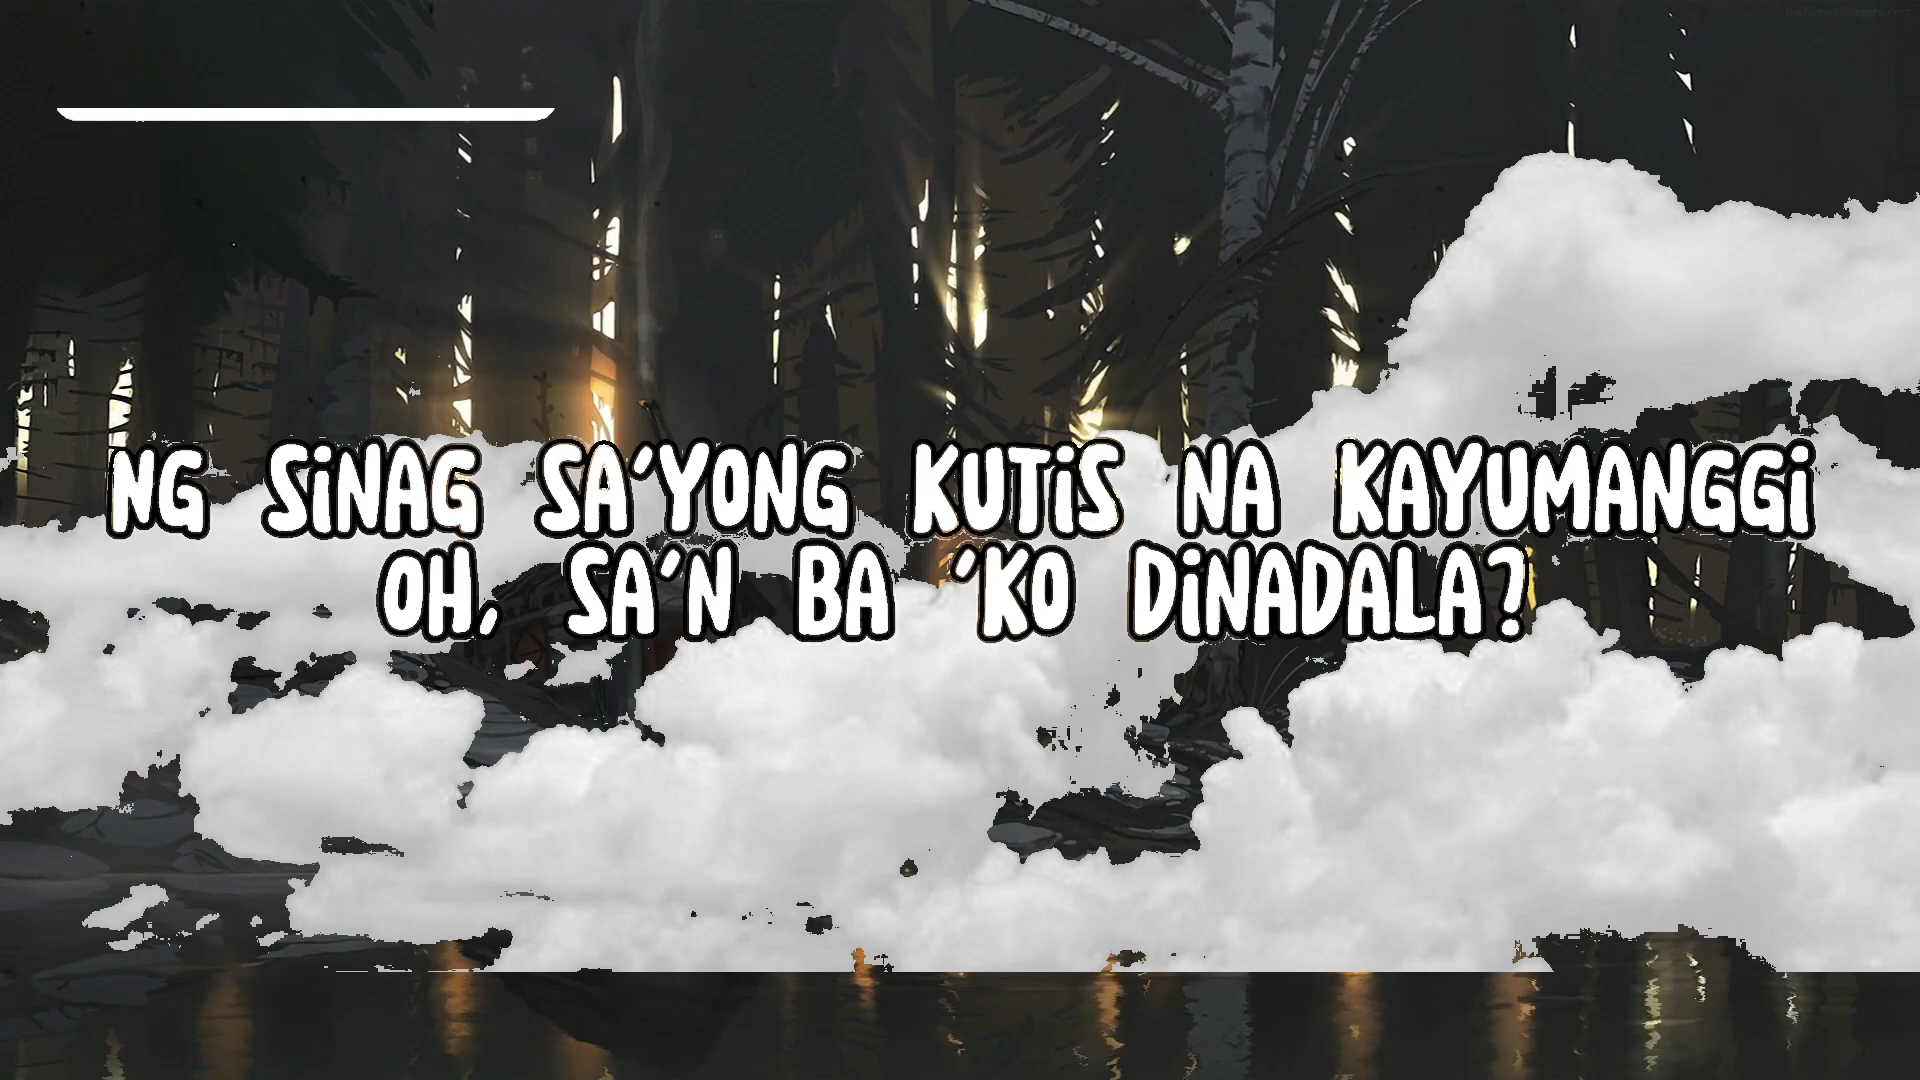 NG SiNAG SA'YONG KUTiS NA KAYUMANGGi
OH, SA'N BA 'KO DiNADALA?